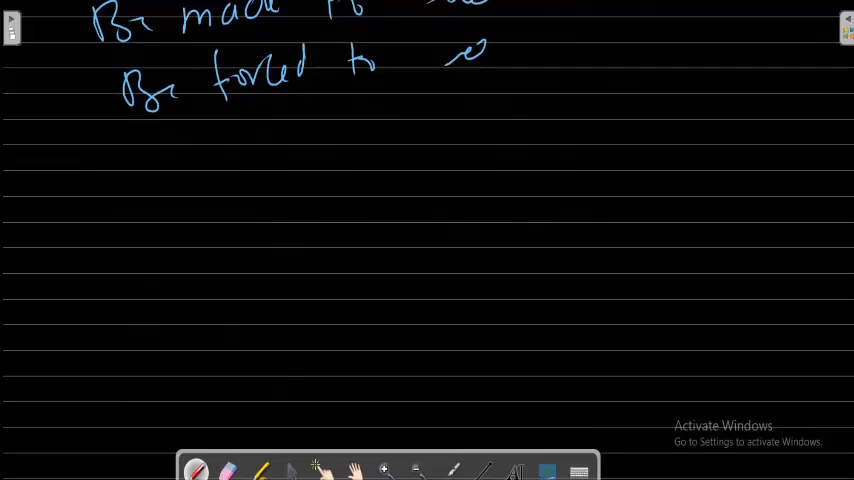 Be made to
Be forced to
Activate Windows
Go to Settings to activate Windows.